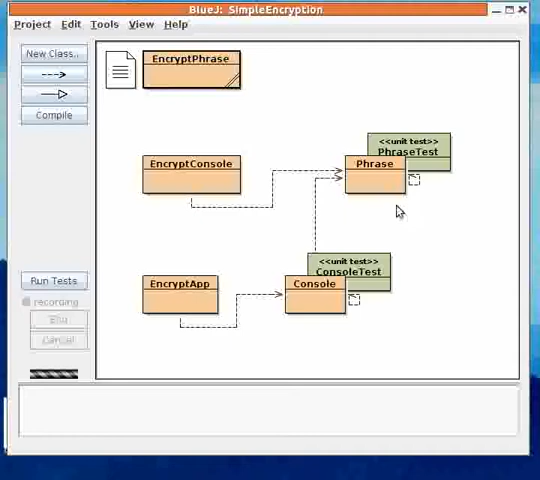 BlueJ: SimpleEncryption
Project Edit Tools View Help
New Class..
EncryptPhrase
Compile
<<unit test>>
PhraseTest
EncryptConsole
Phrase
<<unit test>>
ConsoleTest
Run Tests
EncryptApp
Console
recording
End
Cancel